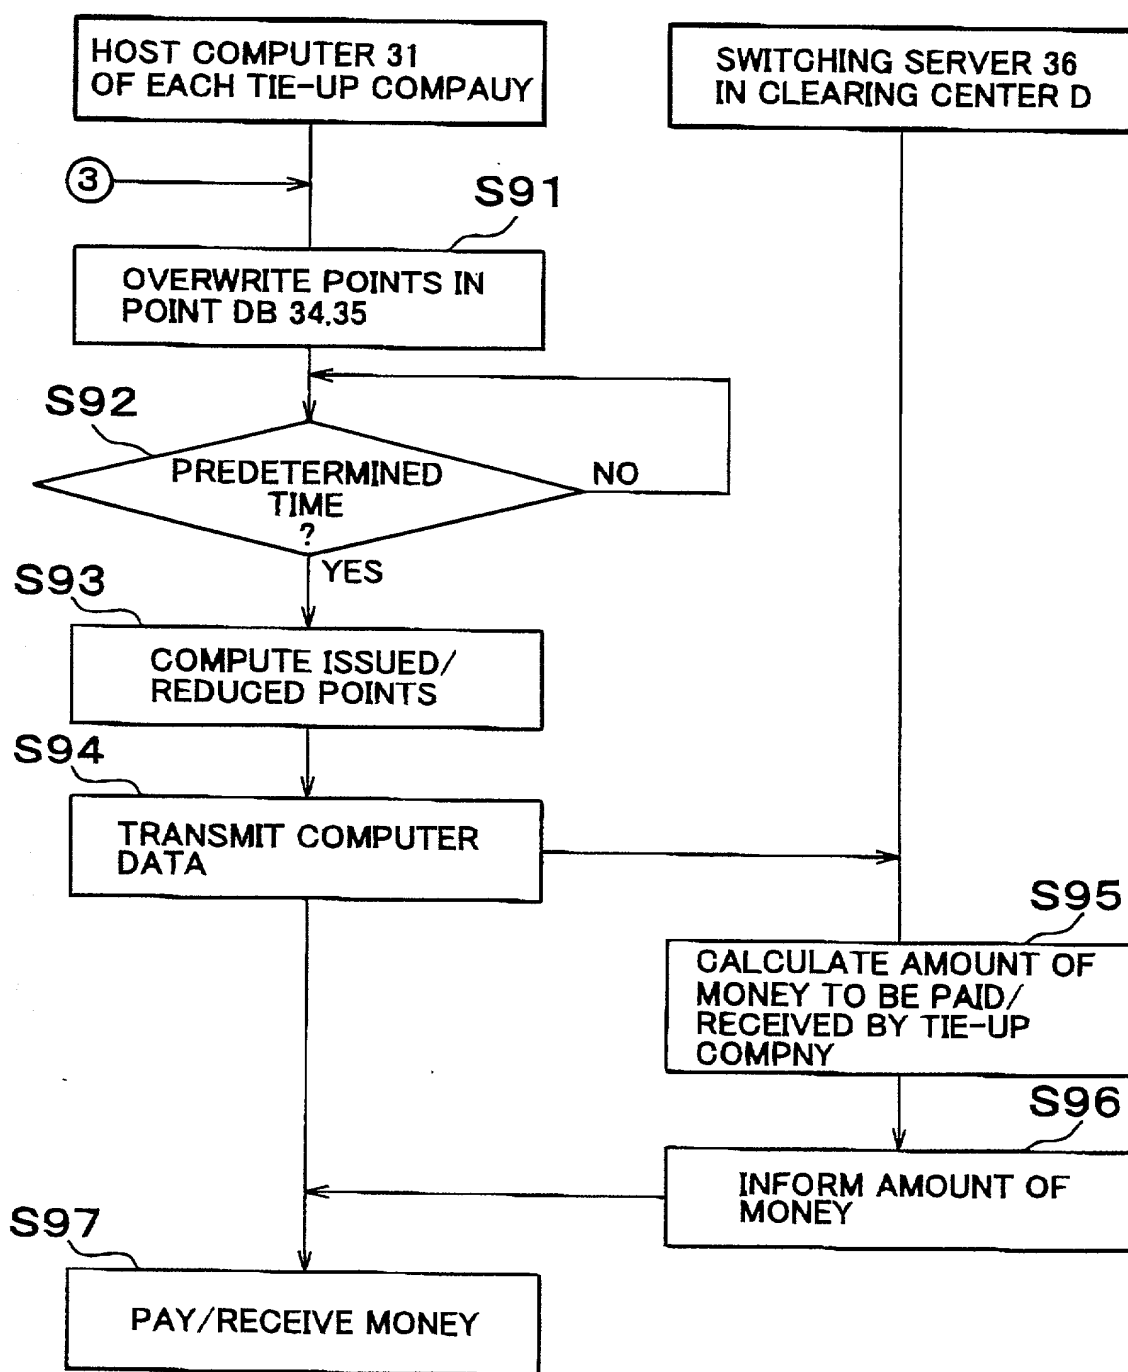 HOST COMPUTER 31
OF EACH TIE-UP COMPAUY
SWITCHING SERVER 36
IN CLEARING CENTER D
3
S91
OVERWRITE POINTS IN
POINT DB 34,35
S92
PREDETERMINED
TIME
?
NO
YES
S93
COMPUTE ISSUED/
REDUCED POINTS
S94
TRANSMIT COMPUTER
DATA
S95
CALCULATE AMOUNT OF
MONEY TO BE PAID/
RECEIVED BY TIE-UP
COMPNY
S96
INFORM AMOUNT OF
MONEY
S97
PAY/RECEIVE MONEY